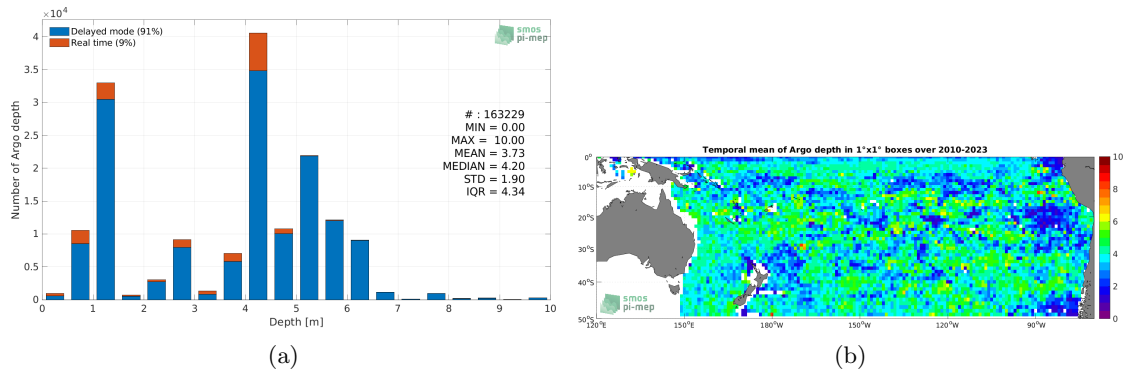 ×10⁴
4
3.5
3
2.5
2
1.5
1
0.5
0
Number of Argo depth
Delayed mode (91%)
Real time (9%)
smos
pi-mep
# : 163229
MIN = 0.00
MAX = 10.00
MEAN = 3.73
MEDIAN = 4.20
STD = 1.90
IQR = 4.34
0 1 2 3 4 5 6 7 8 9 10
Depth [m]
(a)
Temporal mean of Argo depth in 1°x1° boxes over 2010-2023
0°
10°S
20°S
30°S
40°S
50°S
120°E 150°E 180°W 150°W 120°W 90°W
smos
pi-mep
10
8
6
4
2
0
(b)